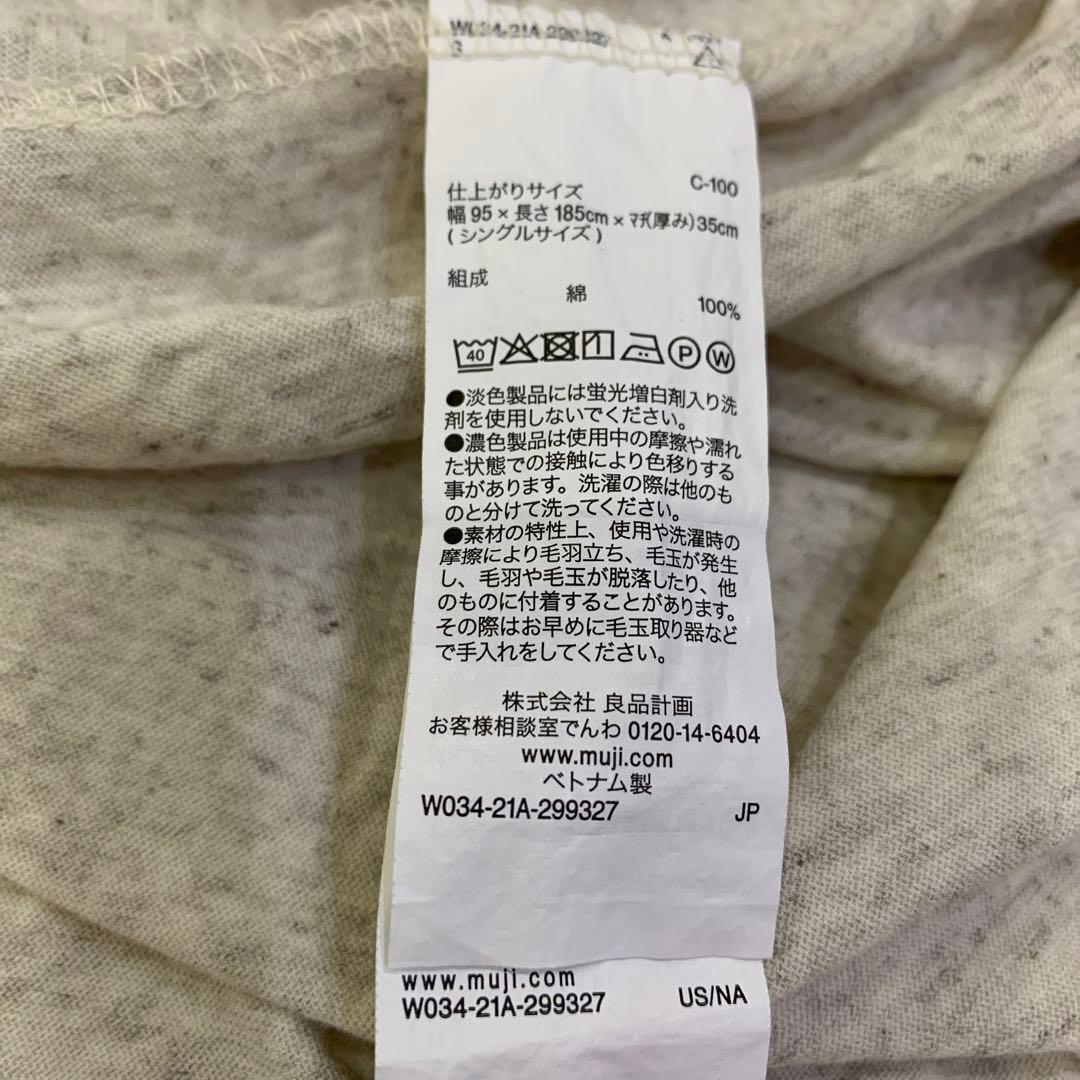 W034-21A-299327
仕上がりサイズ C-100
幅 95 × 長さ 185cm × マチ(厚み)35cm
( シングルサイズ )
組成
綿 100%
40 P W
●淡色製品には蛍光増白剤入り洗
剤を使用しないでください。
●濃色製品は使用中の摩擦や濡れ
た状態での接触により色移りする
事があります。洗濯の際は他のも
のと分けて洗ってください。
●素材の特性上、使用や洗濯時の
摩擦により毛羽立ち、毛玉が発生
し、毛羽や毛玉が脱落したり、他
のものに付着することがあります。
その際はお早めに毛玉取り器など
で手入れをしてください。
株式会社 良品計画
お客様相談室でんわ 0120-14-6404
www.muji.com
ベトナム製
W034-21A-299327 JP
www.muji.com
W034-21A-299327 US/NA